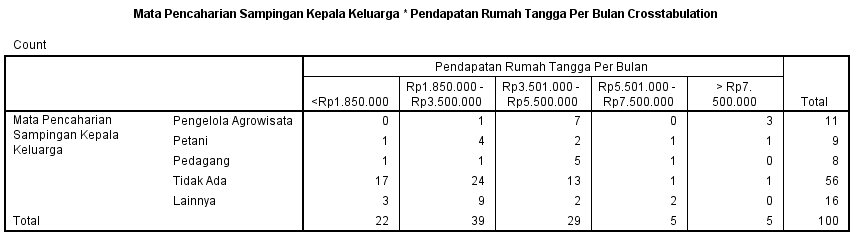 Mata Pencaharian Sampingan Kepala Keluarga * Pendapatan Rumah Tangga Per Bulan Crosstabulation
Count
Pendapatan Rumah Tangga Per Bulan
<Rp1.850.000 Rp1.850.000 - Rp3.500.000 Rp3.501.000 - Rp5.500.000 Rp5.501.000 - Rp7.500.000 > Rp7. 500.000 Total
Mata Pencaharian Sampingan Kepala Keluarga Pengelola Agrowisata 0 1 7 0 3 11
Petani 1 4 2 1 1 9
Pedagang 1 1 5 1 0 8
Tidak Ada 17 24 13 1 1 56
Lainnya 3 9 2 2 0 16
Total 22 39 29 5 5 100